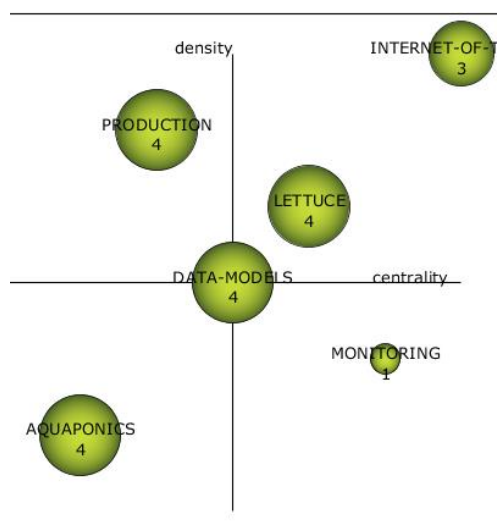 density
INTERNET-OF-T
3
PRODUCTION
4
LETTUCE
4
DATA-MODELS
4
centrality
MONITORING
1
AQUAPONICS
4